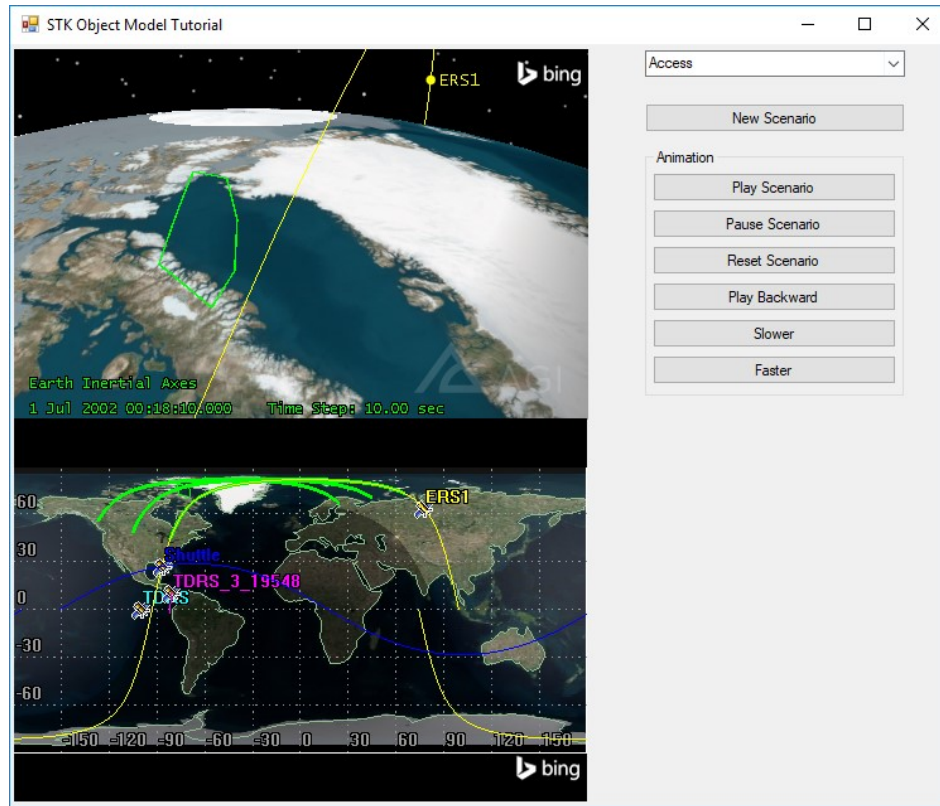 STK Object Model Tutorial
bing
ERS1
AGI
Earth Inertial Axes
1 Jul 2002 00:18:10.000 Time Step: 10.00 sec
Access
New Scenario
Animation
Play Scenario
Pause Scenario
Reset Scenario
Play Backward
Slower
Faster
60
ERS1
30
Shuttle
TDRS_3_19548
0
TDRS
-30
-60
-150 -120 -90 -60 -30 0 30 60 90 120 150
bing